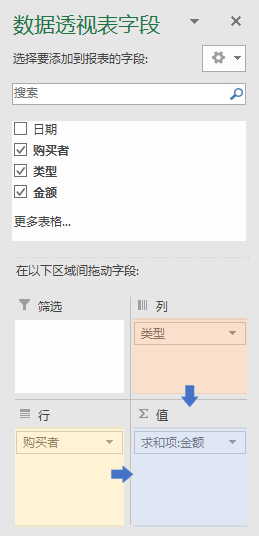 数据透视表字段
选择要添加到报表的字段:
搜索
日期
购买者
类型
金额
更多表格...
在以下区域间拖动字段:
筛选
列
类型
行
Σ 值
购买者
求和项:金额